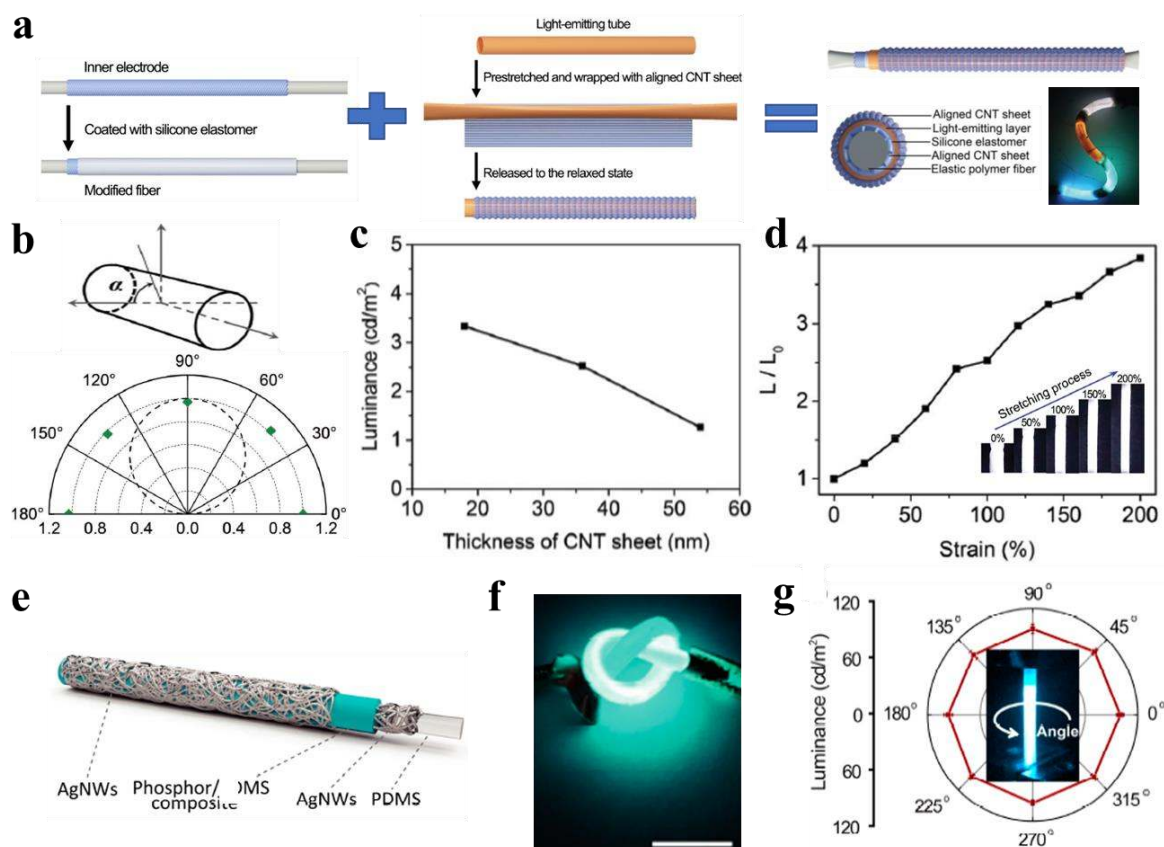 a
Inner electrode
Coated with silicone elastomer
Modified fiber
Light-emitting tube
Prestretched and wrapped with aligned CNT sheet
Released to the relaxed state
Aligned CNT sheet
Light-emitting layer
Silicone elastomer
Aligned CNT sheet
Elastic polymer fiber
b
α
90°
120° 60°
150° 30°
180° 0°
1.2 0.8 0.4 0.0 0.4 0.8 1.2
c
5
4
3
2
1
0
Luminance (cd/m²)
10 20 30 40 50 60
Thickness of CNT sheet (nm)
d
4
3
2
1
L / L₀
Stretching process
0% 50% 100% 150% 200%
0 50 100 150 200
Strain (%)
e
AgNWs
Phosphor/ DMS
composite
AgNWs
PDMS
f
g
Luminance (cd/m²)
120
60
0
60
120
90°
135° 45°
180° 0°
Angle
225° 315°
270°